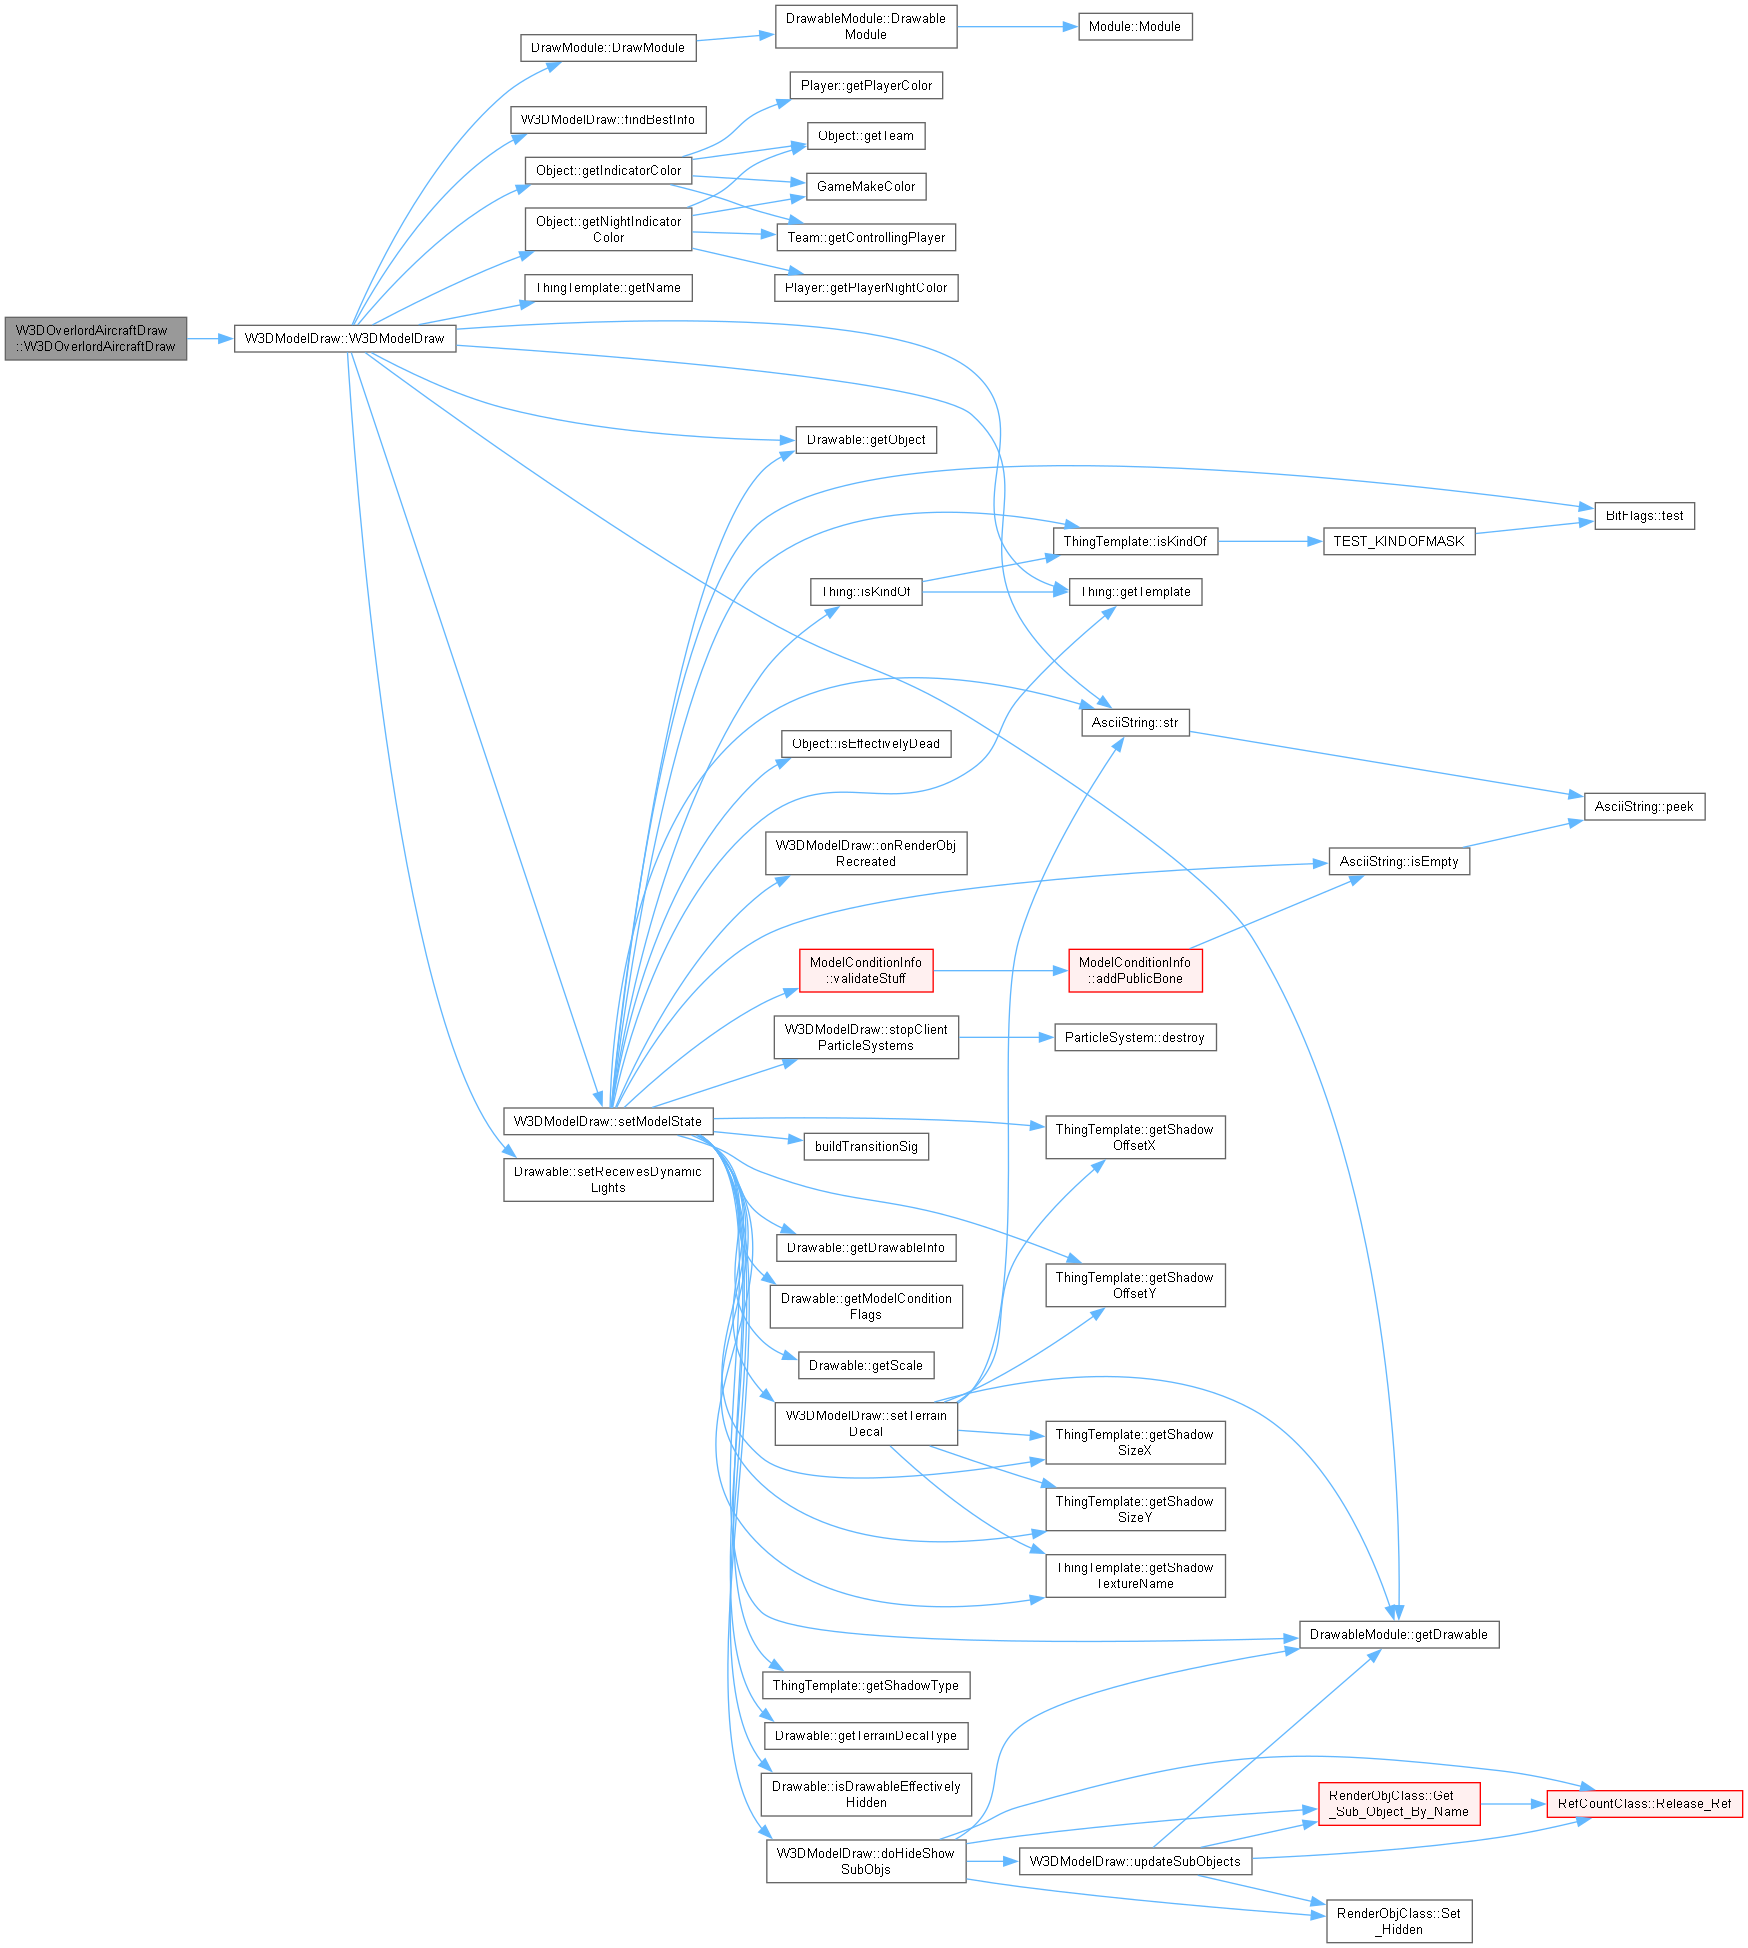 DrawableModule::Drawable
Module
Module::Module
DrawModule::DrawModule
Player::getPlayerColor
W3DModelDraw::findBestInfo
Object::getTeam
Object::getIndicatorColor
GameMakeColor
Object::getNightIndicator
Color
Team::getControllingPlayer
ThingTemplate::getName
Player::getPlayerNightColor
W3DOverlordAircraftDraw
::W3DOverlordAircraftDraw
W3DModelDraw::W3DModelDraw
Drawable::getObject
BitFlags::test
ThingTemplate::isKindOf
TEST_KINDOFMASK
Thing::isKindOf
Thing::getTemplate
AsciiString::str
Object::isEffectivelyDead
AsciiString::peek
W3DModelDraw::onRenderObj
Recreated
AsciiString::isEmpty
ModelConditionInfo
::validateStuff
ModelConditionInfo
::addPublicBone
W3DModelDraw::stopClient
ParticleSystems
ParticleSystem::destroy
W3DModelDraw::setModelState
ThingTemplate::getShadow
OffsetX
buildTransitionSig
Drawable::setReceivesDynamic
Lights
Drawable::getDrawableInfo
ThingTemplate::getShadow
OffsetY
Drawable::getModelCondition
Flags
Drawable::getScale
W3DModelDraw::setTerrain
Decal
ThingTemplate::getShadow
SizeX
ThingTemplate::getShadow
SizeY
ThingTemplate::getShadow
TextureName
DrawableModule::getDrawable
ThingTemplate::getShadowType
Drawable::getTerrainDecalType
Drawable::isDrawableEffectively
Hidden
RenderObjClass::Get
_Sub_Object_By_Name
RefCountClass::Release_Ref
W3DModelDraw::doHideShow
SubObjs
W3DModelDraw::updateSubObjects
RenderObjClass::Set
_Hidden